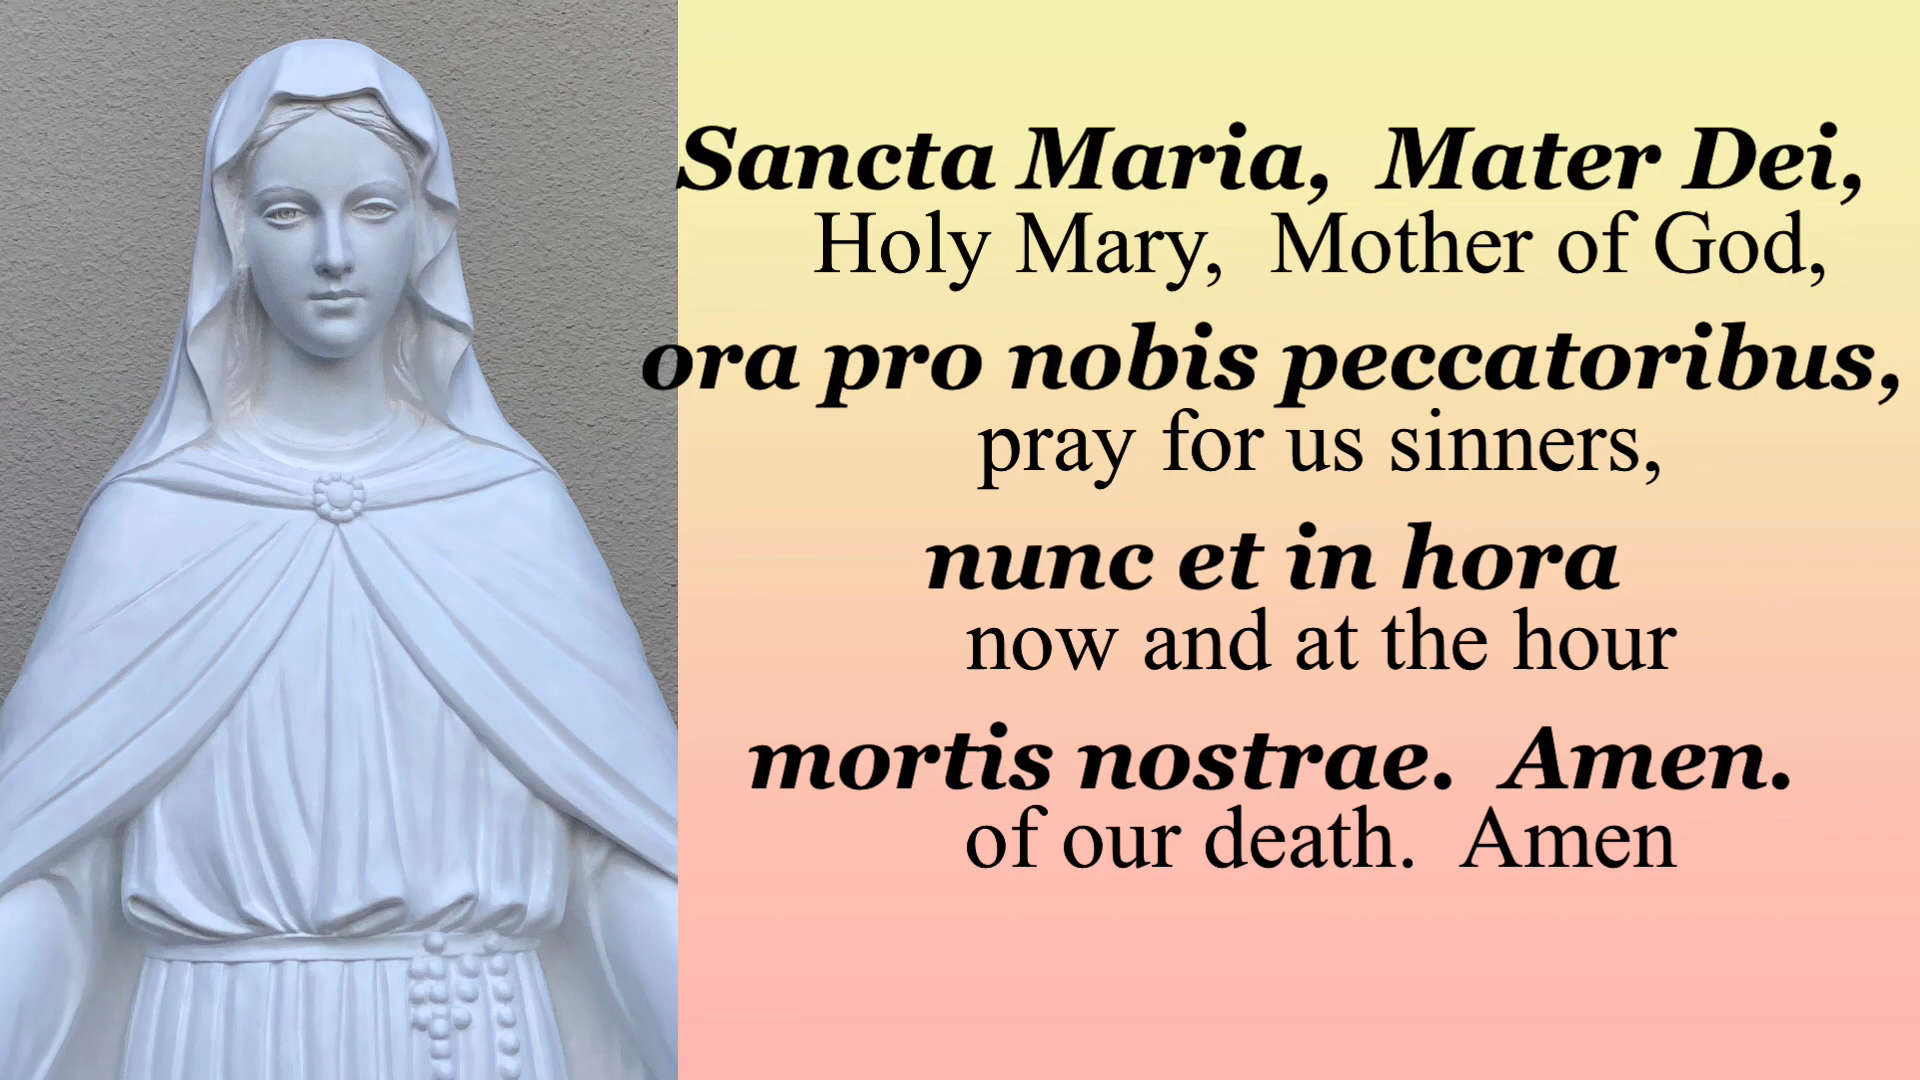 Sancta Maria,  Mater Dei,
Holy Mary,  Mother of God,
ora pro nobis peccatoribus,
pray for us sinners,
nunc et in hora
now and at the hour
mortis nostrae.  Amen.
of our death.  Amen